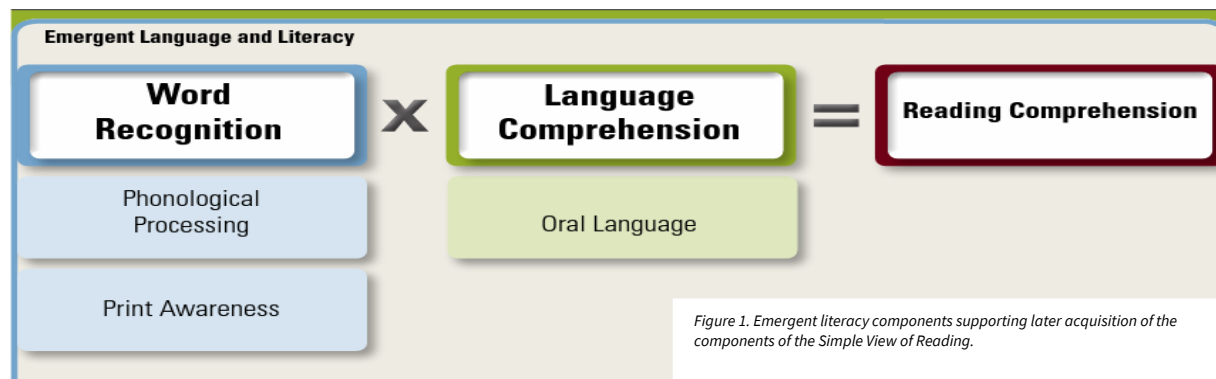 Emergent Language and Literacy
Word
Recognition
x
Language
Comprehension
=
Reading Comprehension
Phonological
Processing
Oral Language
Print Awareness
Figure 1. Emergent literacy components supporting later acquisition of the
components of the Simple View of Reading.